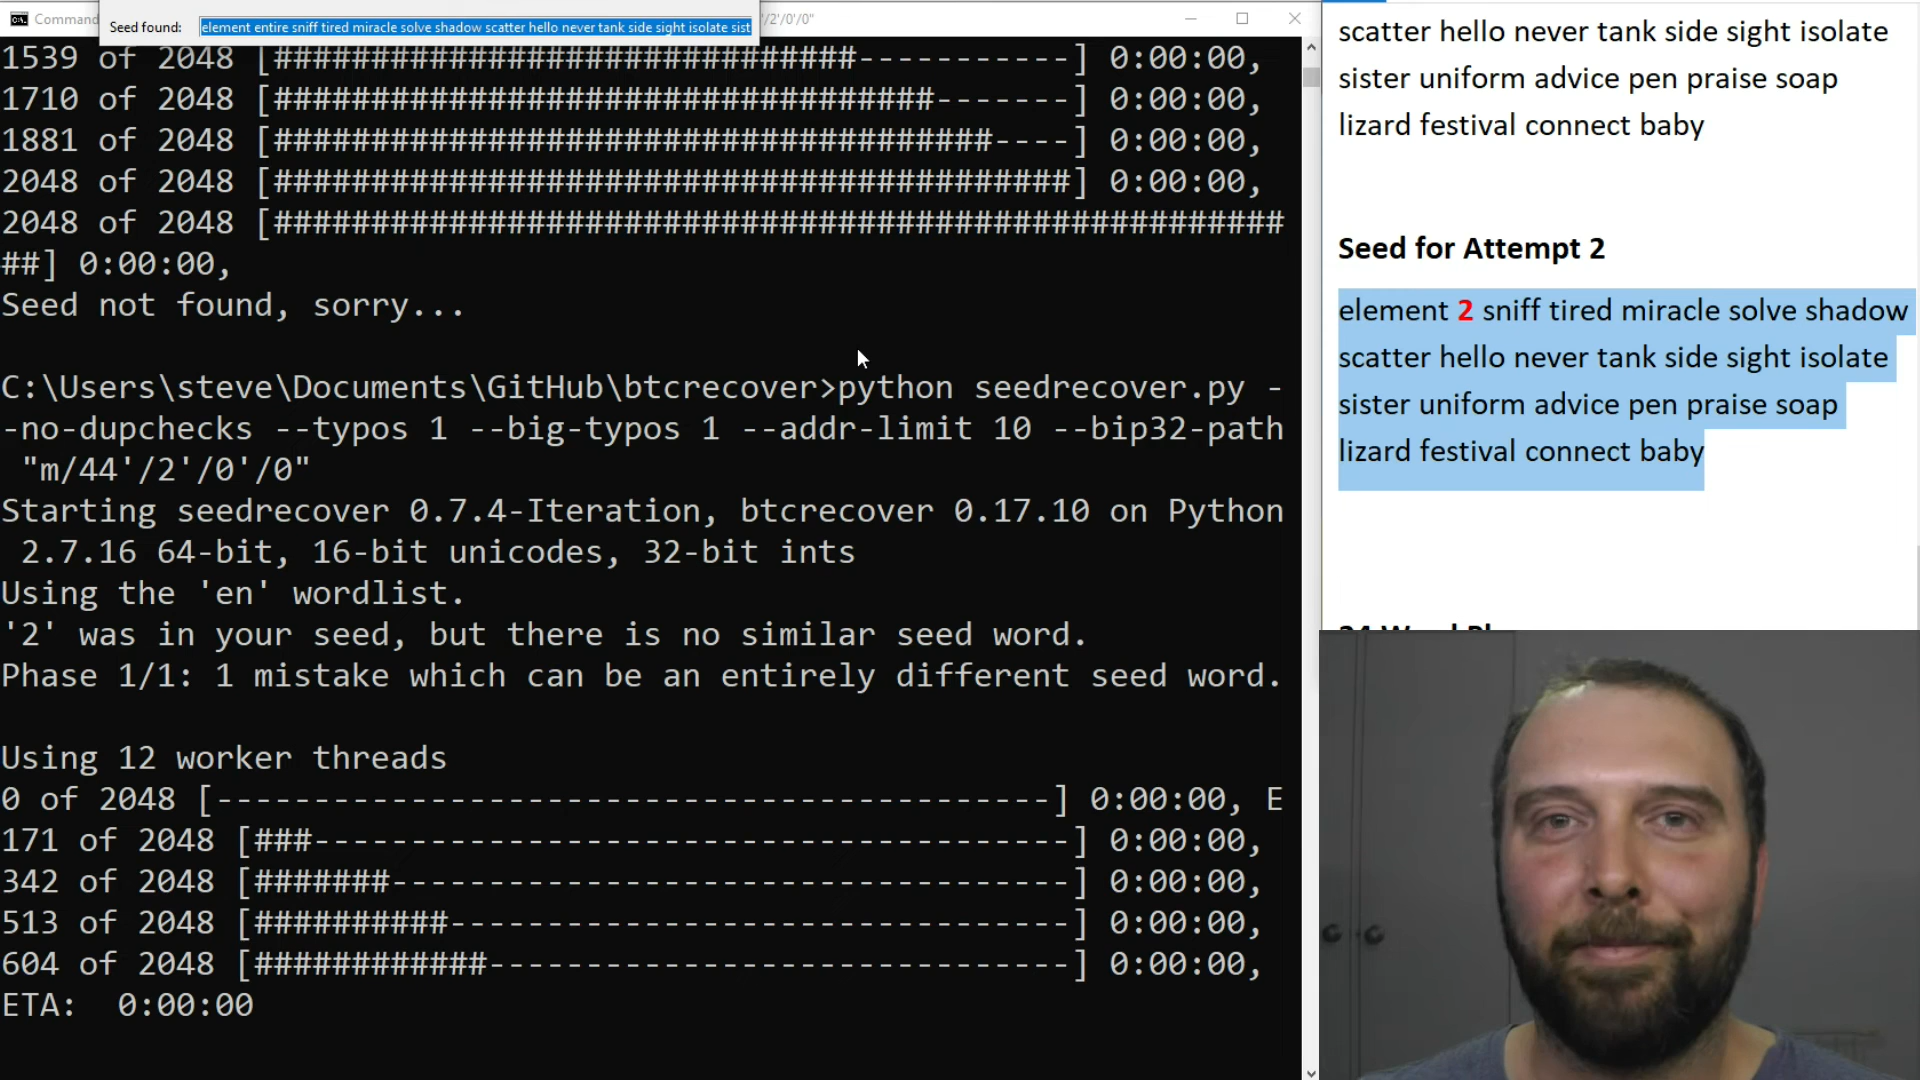 Command
Seed found: element entire sniff tired miracle solve shadow scatter hello never tank side sight isolate sist
/2'/0'/0"
1539 of 2048 [##############################-----------] 0:00:00,
1710 of 2048 [##################################-------] 0:00:00,
1881 of 2048 [#####################################----] 0:00:00,
2048 of 2048 [#########################################] 0:00:00,
2048 of 2048 [####################################################
##] 0:00:00,
Seed not found, sorry...
C:\Users\steve\Documents\GitHub\btcrecover>python seedrecover.py -
-no-dupchecks --typos 1 --big-typos 1 --addr-limit 10 --bip32-path
"m/44'/2'/0'/0"
Starting seedrecover 0.7.4-Iteration, btcrecover 0.17.10 on Python
2.7.16 64-bit, 16-bit unicodes, 32-bit ints
Using the 'en' wordlist.
'2' was in your seed, but there is no similar seed word.
Phase 1/1: 1 mistake which can be an entirely different seed word.
Using 12 worker threads
0 of 2048 [-------------------------------------------] 0:00:00, E
171 of 2048 [###---------------------------------------] 0:00:00,
342 of 2048 [#######-----------------------------------] 0:00:00,
513 of 2048 [##########--------------------------------] 0:00:00,
604 of 2048 [############------------------------------] 0:00:00,
ETA:  0:00:00
scatter hello never tank side sight isolate
sister uniform advice pen praise soap
lizard festival connect baby
Seed for Attempt 2
element 2 sniff tired miracle solve shadow
scatter hello never tank side sight isolate
sister uniform advice pen praise soap
lizard festival connect baby